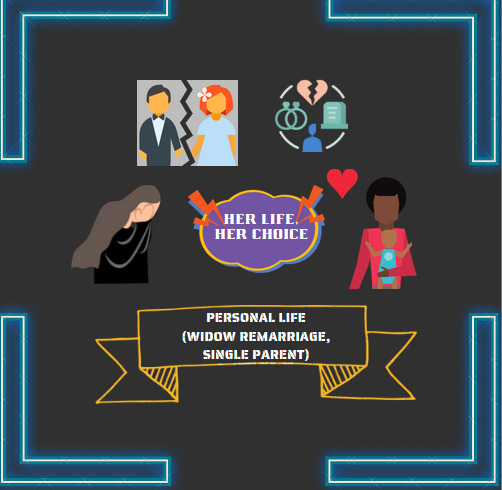 HER LIFE,
HER CHOICE
PERSONAL LIFE
(WIDOW REMARRIAGE,
SINGLE PARENT)